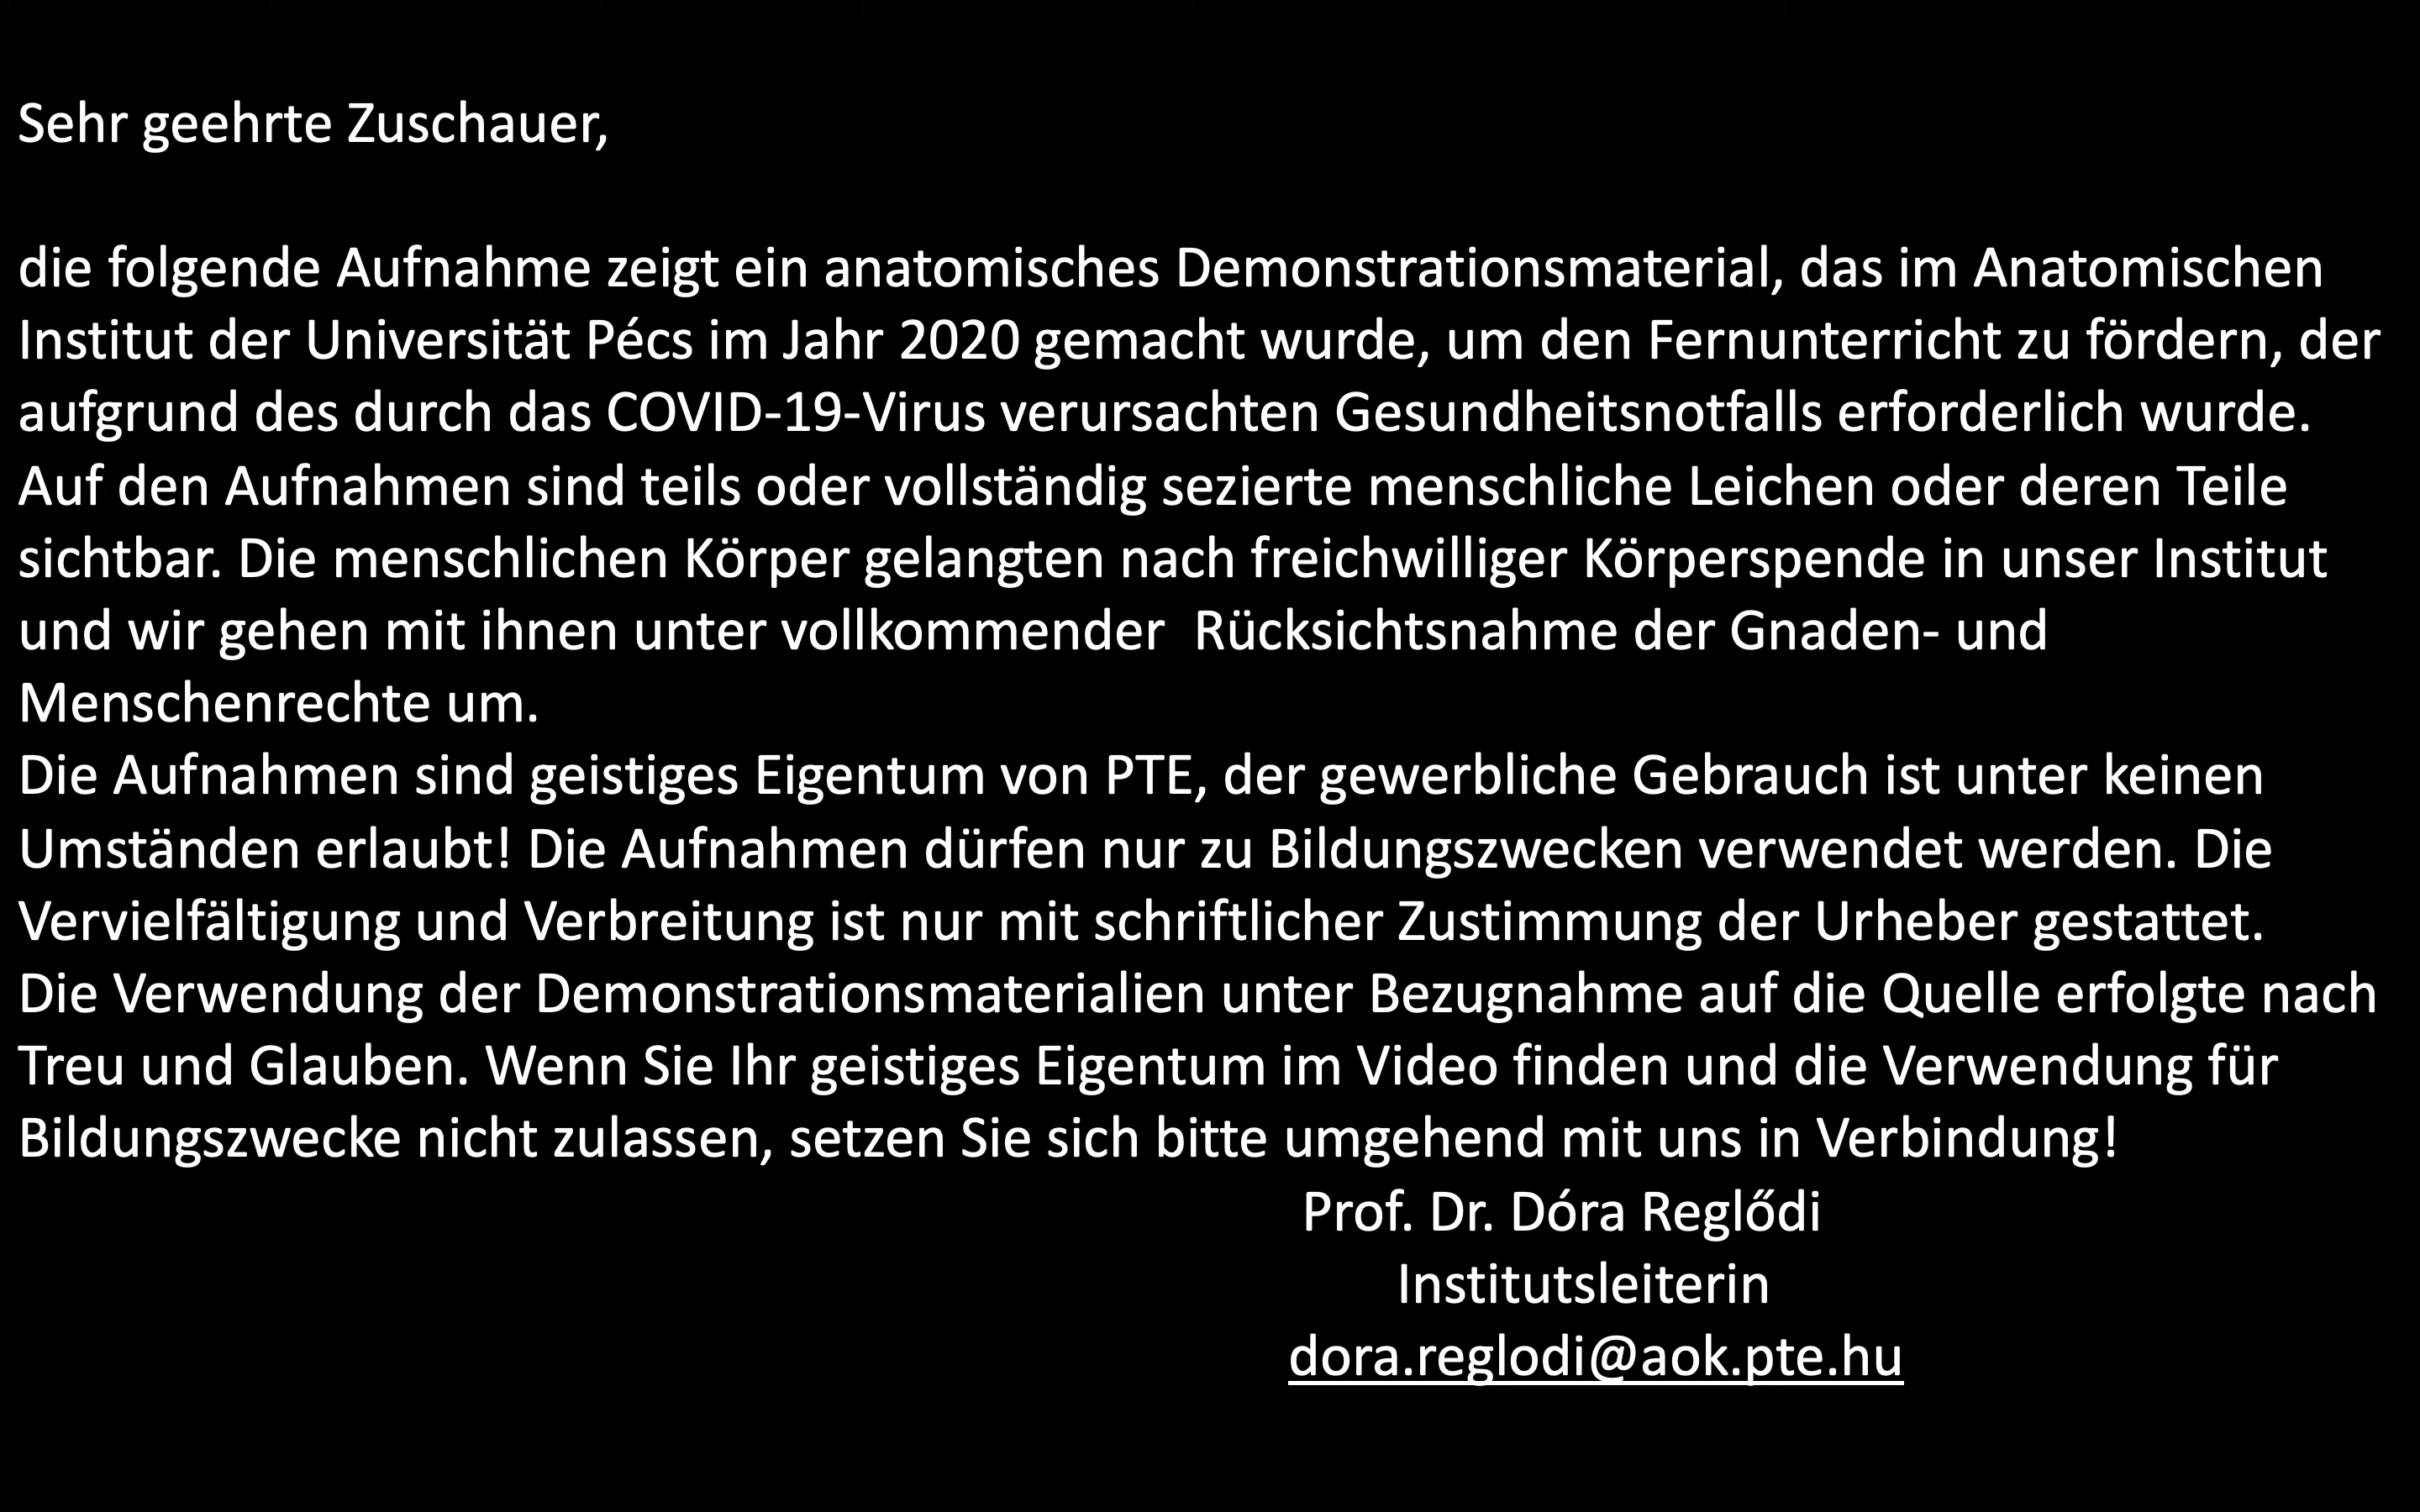 Sehr geehrte Zuschauer,
die folgende Aufnahme zeigt ein anatomisches Demonstrationsmaterial, das im Anatomischen
Institut der Universität Pécs im Jahr 2020 gemacht wurde, um den Fernunterricht zu fördern, der
aufgrund des durch das COVID-19-Virus verursachten Gesundheitsnotfalls erforderlich wurde.
Auf den Aufnahmen sind teils oder vollständig sezierte menschliche Leichen oder deren Teile
sichtbar. Die menschlichen Körper gelangten nach freichwilliger Körperspende in unser Institut
und wir gehen mit ihnen unter vollkommender  Rücksichtsnahme der Gnaden- und
Menschenrechte um.
Die Aufnahmen sind geistiges Eigentum von PTE, der gewerbliche Gebrauch ist unter keinen
Umständen erlaubt! Die Aufnahmen dürfen nur zu Bildungszwecken verwendet werden. Die
Vervielfältigung und Verbreitung ist nur mit schriftlicher Zustimmung der Urheber gestattet.
Die Verwendung der Demonstrationsmaterialien unter Bezugnahme auf die Quelle erfolgte nach
Treu und Glauben. Wenn Sie Ihr geistiges Eigentum im Video finden und die Verwendung für
Bildungszwecke nicht zulassen, setzen Sie sich bitte umgehend mit uns in Verbindung!
Prof. Dr. Dóra Reglődi
Institutsleiterin
dora.reglodi@aok.pte.hu